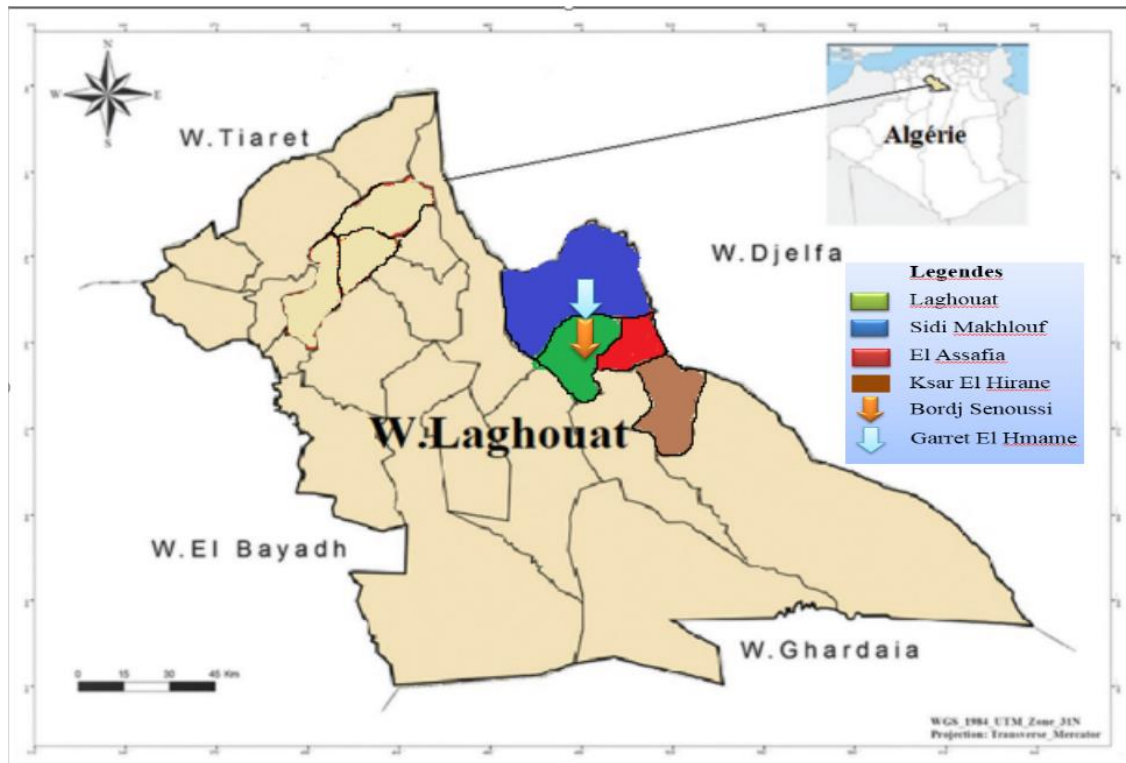 N
W
E
S
W.Tiaret
Algérie
W.Djelfa
Legendes
Laghouat
Sidi Makhlouf
El Assafia
Ksar El Hirane
Bordj Senoussi
Garret El Hmame
W.Laghouat
W.El Bayadh
W.Ghardaia
0 15 30 45 Km
WGS_1984_UTM_Zone_31N
Projection: Transverse_Mercator